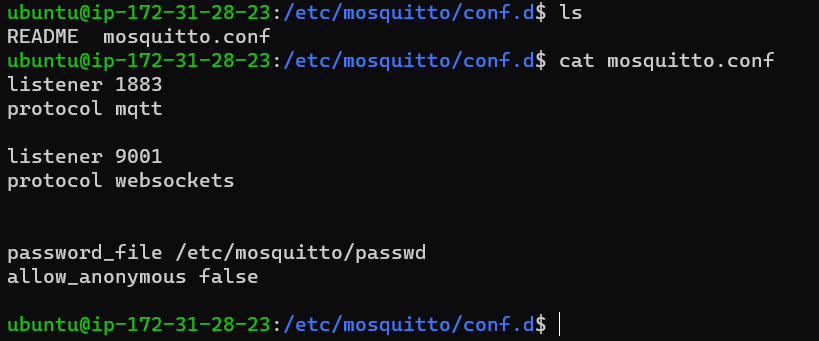 ubuntu@ip-172-31-28-23:/etc/mosquitto/conf.d$ ls
README  mosquitto.conf
ubuntu@ip-172-31-28-23:/etc/mosquitto/conf.d$ cat mosquitto.conf
listener 1883
protocol mqtt
listener 9001
protocol websockets
password_file /etc/mosquitto/passwd
allow_anonymous false
ubuntu@ip-172-31-28-23:/etc/mosquitto/conf.d$